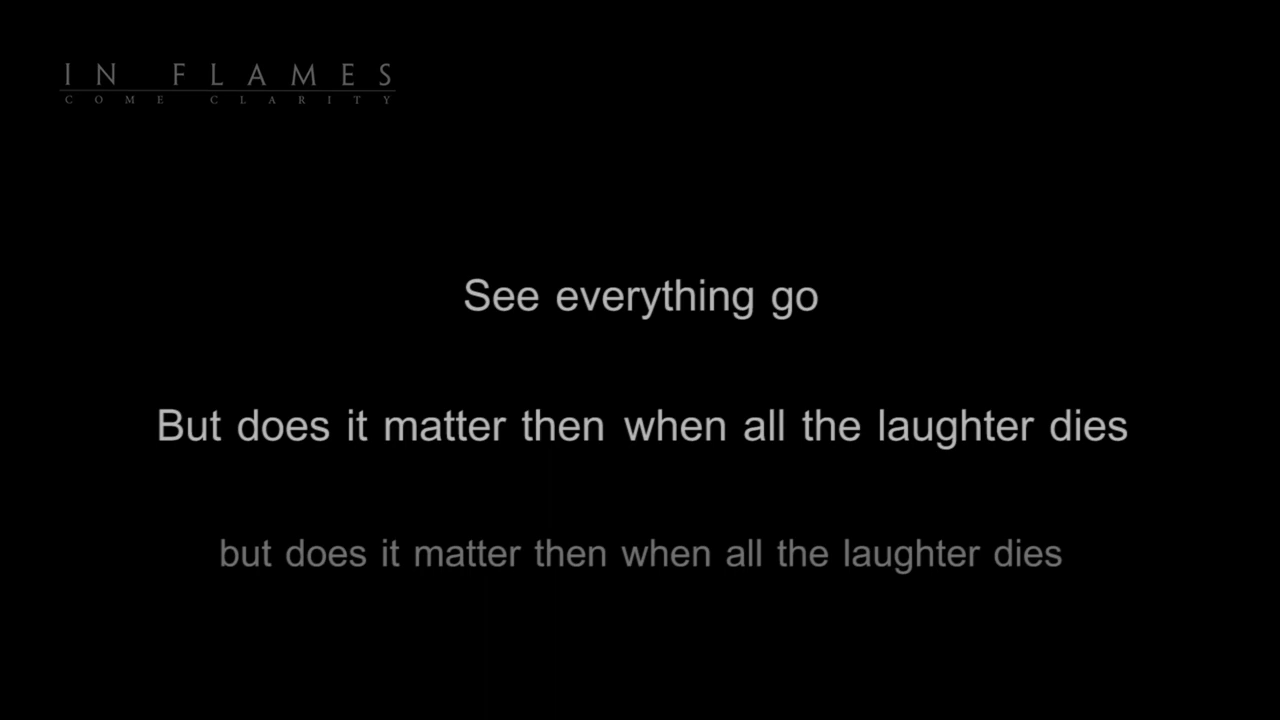 IN FLAMES
COME CLARITY
See everything go
But does it matter then when all the laughter dies
but does it matter then when all the laughter dies